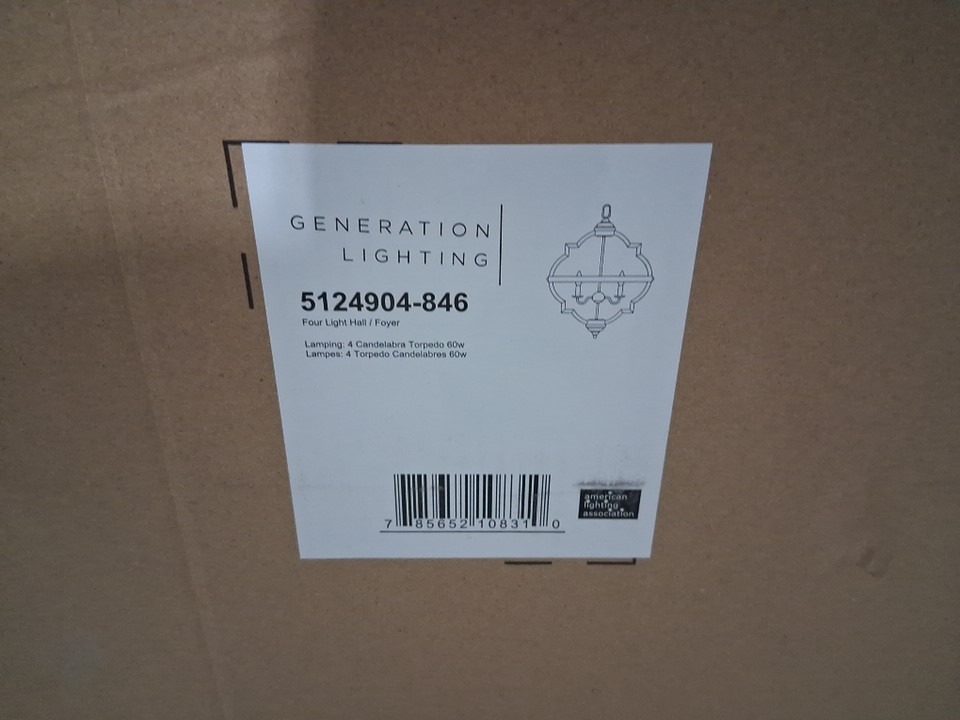 GENERATION
LIGHTING
5124904-846
Four Light Hall / Foyer
Lamping: 4 Candelabra Torpedo 60w
Lampes: 4 Torpedo Candelabres 60w
7 85652 10831 0
american
lighting
association